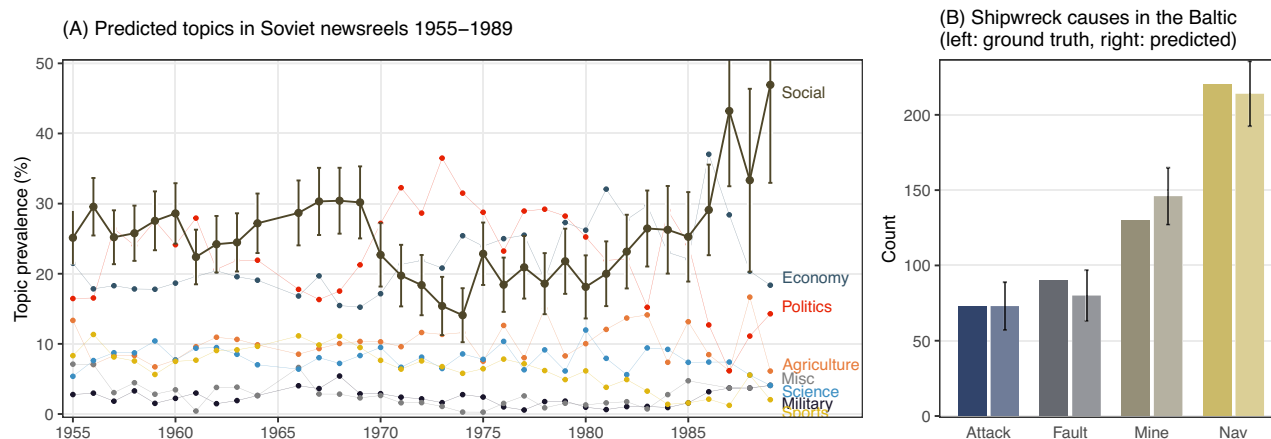 (A) Predicted topics in Soviet newsreels 1955−1989
Topic prevalence (%)
50
40
30
20
10
0
1955 1960 1965 1970 1975 1980 1985
Social
Economy
Politics
Agriculture
Misc
Science
Military
Sports
(B) Shipwreck causes in the Baltic
(left: ground truth, right: predicted)
Count
200
150
100
50
0
Attack Fault Mine Nav